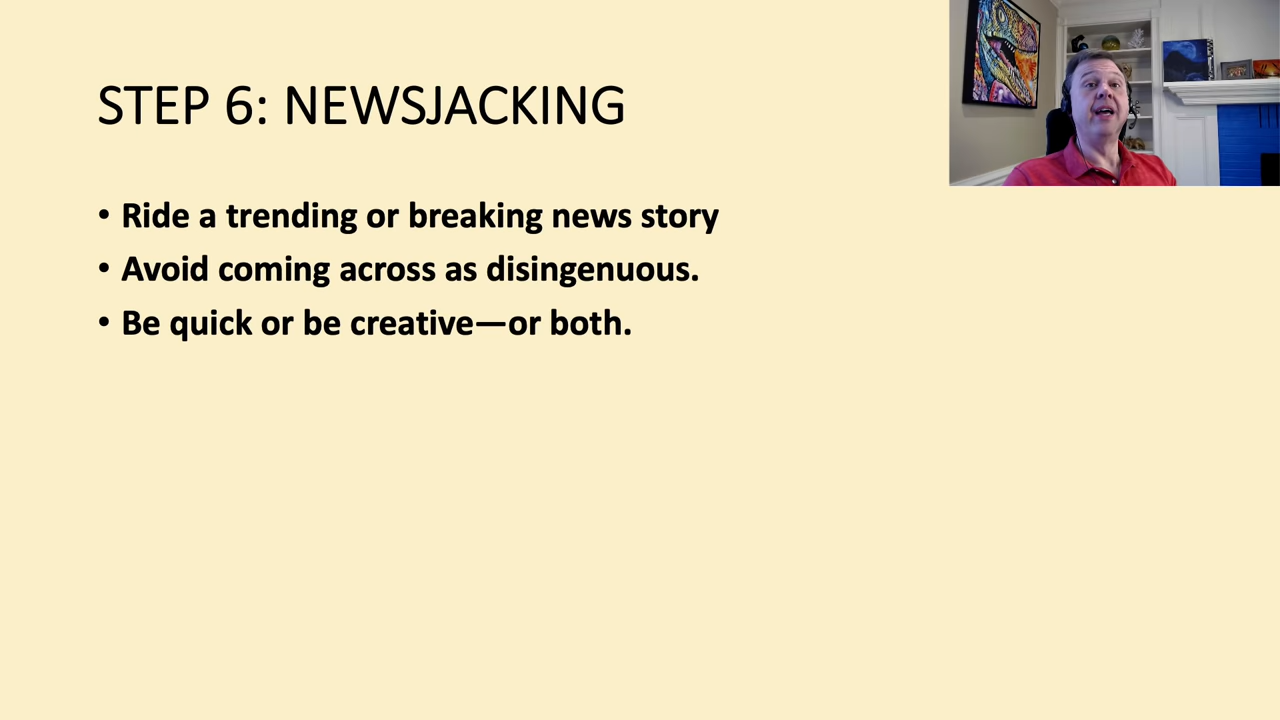 STEP 6: NEWSJACKING
• Ride a trending or breaking news story
• Avoid coming across as disingenuous.
• Be quick or be creative—or both.